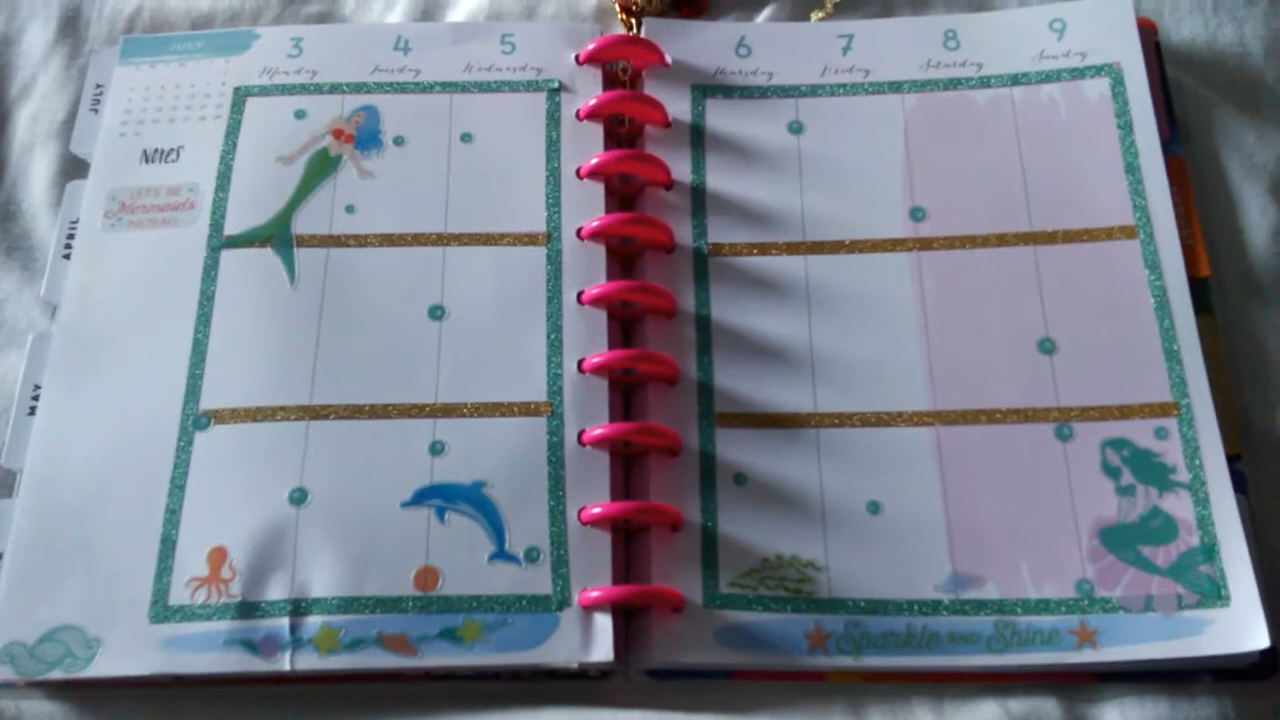 JULY
3 4 5 6 7 8 9
Monday Tuesday Wednesday Thursday Friday Saturday Sunday
JULY
Notes
LET'S BE
Mermaids
INSTEAD
APRIL
MAY
Sparkle AND Shine